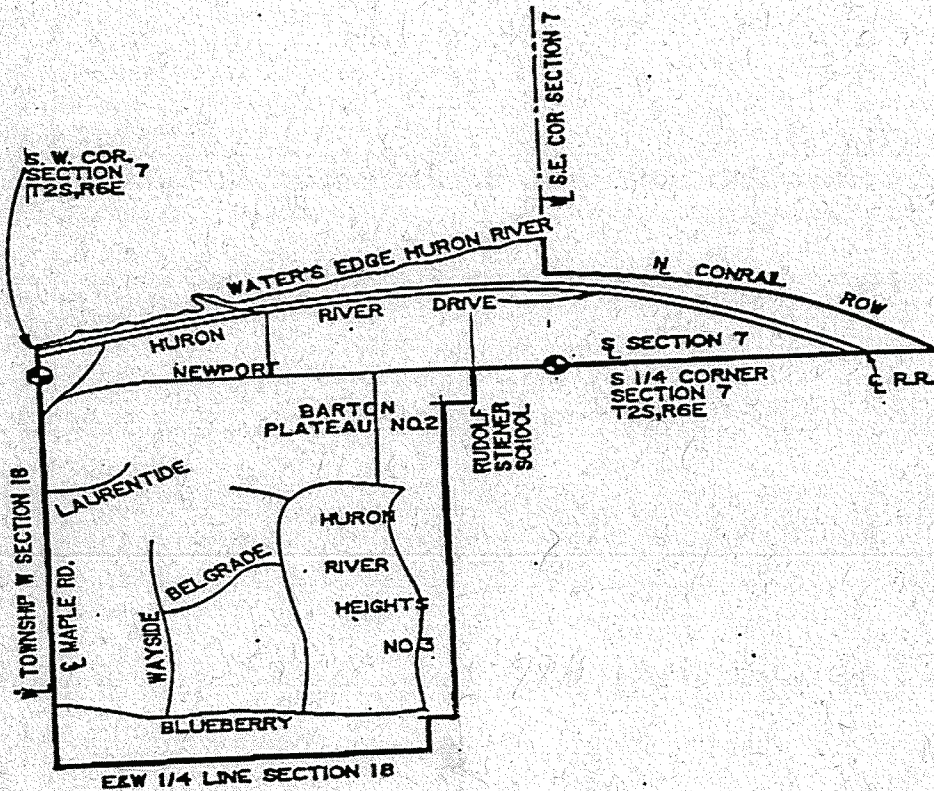 W/L S.E. COR SECTION 7
S. W. COR.
SECTION 7
T2S,R6E
WATER'S EDGE HURON RIVER
N/L CONRAIL ROW
HURON RIVER DRIVE
NEWPORT
S/L SECTION 7
S 1/4 CORNER
SECTION 7
T2S,R6E
C/L R.R.
BARTON
PLATEAU NO.2
RUDOLF
STIENER
SCHOOL
LAURENTIDE
HURON
RIVER
HEIGHTS
NO 3
BELGRADE
WAYSIDE
W/L TOWNSHIP W SECTION 18
C/L MAPLE RD.
BLUEBERRY
E&W 1/4 LINE SECTION 18